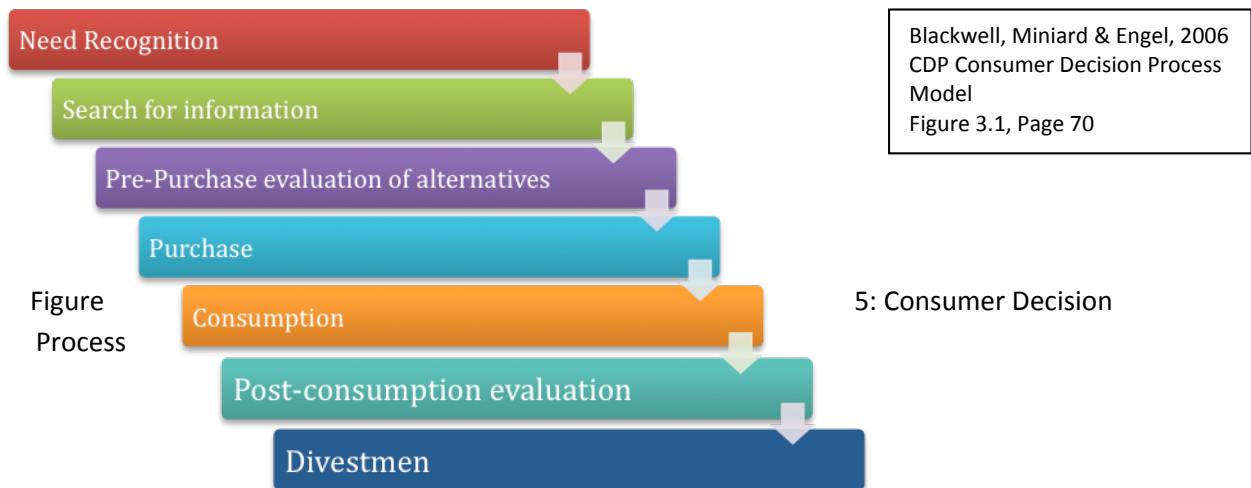 Need Recognition
Search for information
Pre-Purchase evaluation of alternatives
Purchase
Consumption
Post-consumption evaluation
Divestmen
Blackwell, Miniard & Engel, 2006
CDP Consumer Decision Process
Model
Figure 3.1, Page 70
Figure 5: Consumer Decision
Process